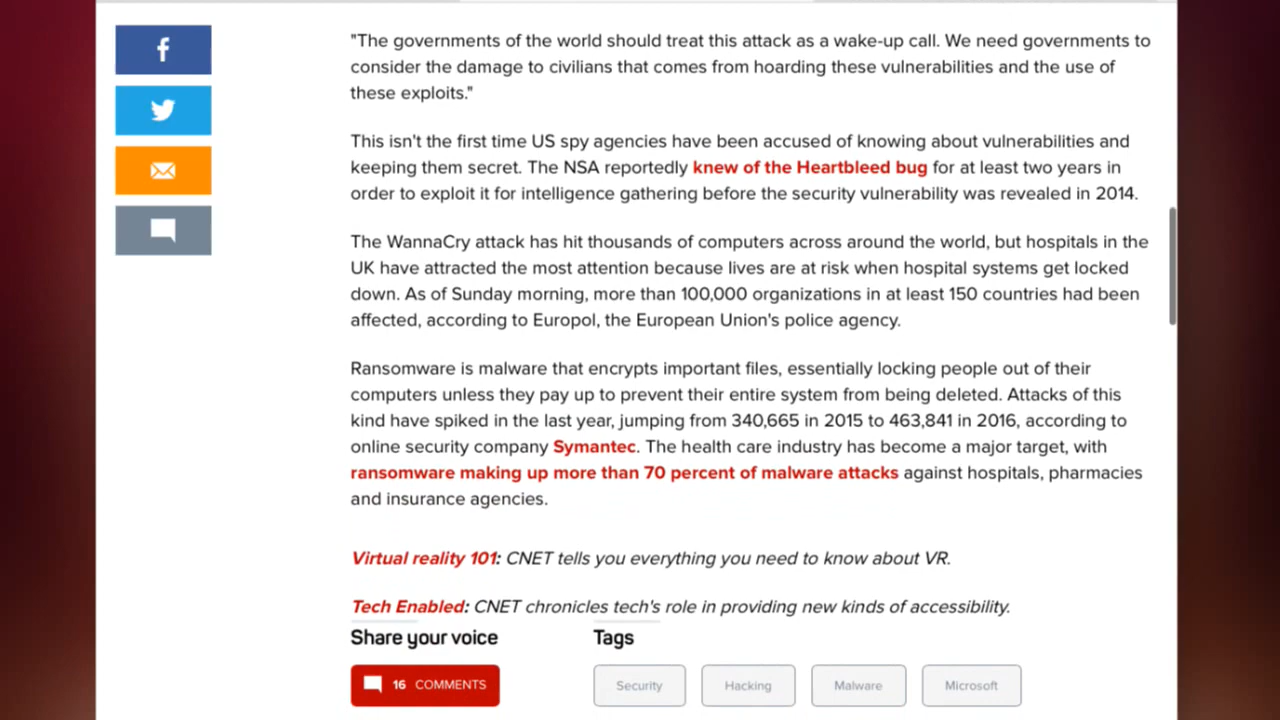 "The governments of the world should treat this attack as a wake-up call. We need governments to
consider the damage to civilians that comes from hoarding these vulnerabilities and the use of
these exploits."
This isn't the first time US spy agencies have been accused of knowing about vulnerabilities and
keeping them secret. The NSA reportedly knew of the Heartbleed bug for at least two years in
order to exploit it for intelligence gathering before the security vulnerability was revealed in 2014.
The WannaCry attack has hit thousands of computers across around the world, but hospitals in the
UK have attracted the most attention because lives are at risk when hospital systems get locked
down. As of Sunday morning, more than 100,000 organizations in at least 150 countries had been
affected, according to Europol, the European Union's police agency.
Ransomware is malware that encrypts important files, essentially locking people out of their
computers unless they pay up to prevent their entire system from being deleted. Attacks of this
kind have spiked in the last year, jumping from 340,665 in 2015 to 463,841 in 2016, according to
online security company Symantec. The health care industry has become a major target, with
ransomware making up more than 70 percent of malware attacks against hospitals, pharmacies
and insurance agencies.
Virtual reality 101: CNET tells you everything you need to know about VR.
Tech Enabled: CNET chronicles tech's role in providing new kinds of accessibility.
Share your voice
16 COMMENTS
Tags
Security Hacking Malware Microsoft